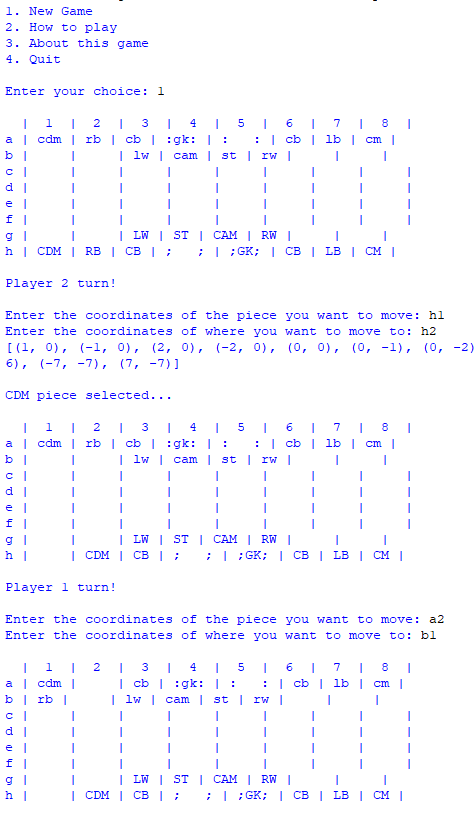 1. New Game
2. How to play
3. About this game
4. Quit
Enter your choice: 1
| 1 | 2 | 3 | 4 | 5 | 6 | 7 | 8 |
a | cdm | rb | cb | :gk: | : : | cb | lb | cm |
b | | | lw | cam | st | rw | | |
c | | | | | | | | |
d | | | | | | | | |
e | | | | | | | | |
f | | | | | | | | |
g | | | LW | ST | CAM | RW | | |
h | CDM | RB | CB | ; ; | ;GK; | CB | LB | CM |
Player 2 turn!
Enter the coordinates of the piece you want to move: h1
Enter the coordinates of where you want to move to: h2
[(1, 0), (-1, 0), (2, 0), (-2, 0), (0, 0), (0, -1), (0, -2)
6), (-7, -7), (7, -7)]
CDM piece selected...
| 1 | 2 | 3 | 4 | 5 | 6 | 7 | 8 |
a | cdm | rb | cb | :gk: | : : | cb | lb | cm |
b | | | lw | cam | st | rw | | |
c | | | | | | | | |
d | | | | | | | | |
e | | | | | | | | |
f | | | | | | | | |
g | | | LW | ST | CAM | RW | | |
h | | CDM | CB | ; ; | ;GK; | CB | LB | CM |
Player 1 turn!
Enter the coordinates of the piece you want to move: a2
Enter the coordinates of where you want to move to: b1
| 1 | 2 | 3 | 4 | 5 | 6 | 7 | 8 |
a | cdm | | cb | :gk: | : : | cb | lb | cm |
b | rb | | lw | cam | st | rw | | |
c | | | | | | | | |
d | | | | | | | | |
e | | | | | | | | |
f | | | | | | | | |
g | | | LW | ST | CAM | RW | | |
h | | CDM | CB | ; ; | ;GK; | CB | LB | CM |